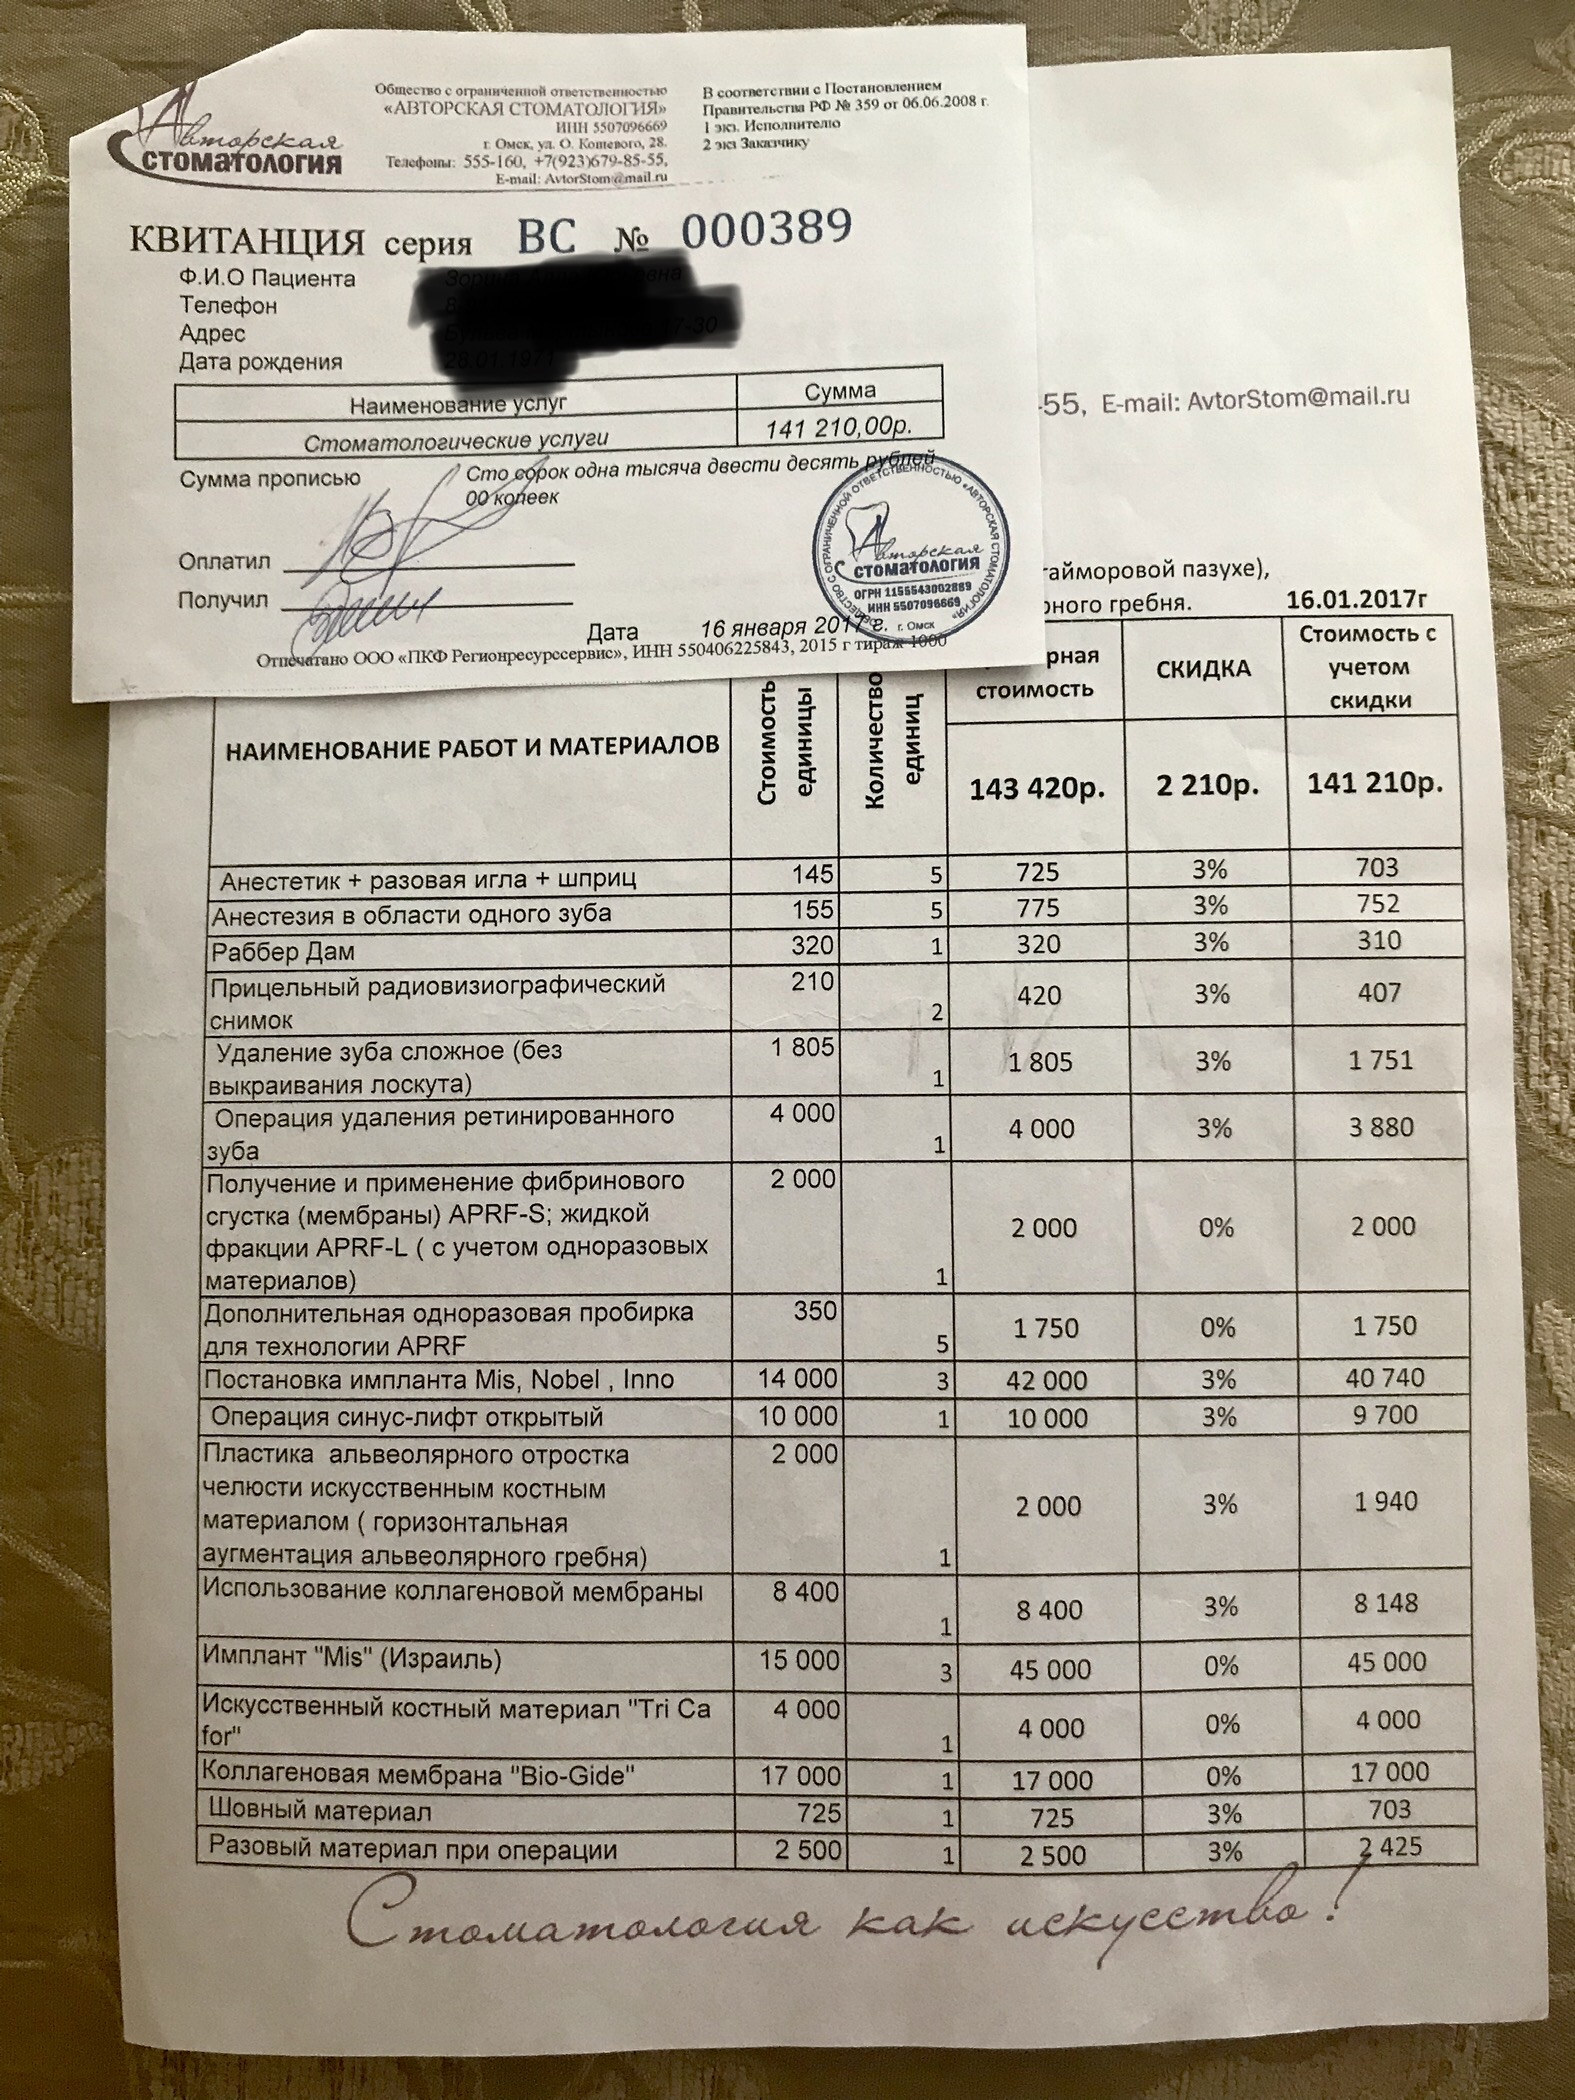 Авторская
СТОМАТОЛОГИЯ
Общество с ограниченной ответственностью
«АВТОРСКАЯ СТОМАТОЛОГИЯ»
ИНН 5507096669
г. Омск, ул. О. Кошевого, 28.
Телефоны: 555-160, +7(923)679-85-55,
E-mail: AvtorStom@mail.ru
В соответствии с Постановлением
Правительства РФ № 359 от 06.06.2008 г.
1 экз. Исполнителю
2 экз Заказчику
КВИТАНЦИЯ серия ВС № 000389
Ф.И.О Пациента
Телефон
Адрес
Дата рождения
Наименование услуг Сумма
Стоматологические услуги 141 210,00р.
Сумма прописью Сто сорок одна тысяча двести десять рублей
00 копеек
Оплатил
Получил
Дата 16 января 2017 г.
Отпечатано ООО «ПКФ Регионресурссервис», ИНН 550406225843, 2015 г тираж 1000
ОБЩЕСТВО С ОГРАНИЧЕННОЙ ОТВЕТСТВЕННОСТЬЮ «АВТОРСКАЯ СТОМАТОЛОГИЯ»
Авторская
СТОМАТОЛОГИЯ
ОГРН 1155543002889
ИНН 5507096669
г. Омск
-55, E-mail: AvtorStom@mail.ru
гайморовой пазухе),
рного гребня. 16.01.2017г
НАИМЕНОВАНИЕ РАБОТ И МАТЕРИАЛОВ
Стоимость единицы
Количество единиц
рная стоимость
СКИДКА
Стоимость с учетом скидки
143 420р. 2 210р. 141 210р.
Анестетик + разовая игла + шприц 145 5 725 3% 703
Анестезия в области одного зуба 155 5 775 3% 752
Раббер Дам 320 1 320 3% 310
Прицельный радиовизиографический
снимок 210 2 420 3% 407
Удаление зуба сложное (без
выкраивания лоскута) 1 805 1 1 805 3% 1 751
Операция удаления ретинированного
зуба 4 000 1 4 000 3% 3 880
Получение и применение фибринового
сгустка (мембраны) APRF-S; жидкой
фракции APRF-L ( с учетом одноразовых
материалов) 2 000 1 2 000 0% 2 000
Дополнительная одноразовая пробирка
для технологии APRF 350 5 1 750 0% 1 750
Постановка импланта Mis, Nobel , Inno 14 000 3 42 000 3% 40 740
Операция синус-лифт открытый 10 000 1 10 000 3% 9 700
Пластика альвеолярного отростка
челюсти искусственным костным
материалом ( горизонтальная
аугментация альвеолярного гребня) 2 000 1 2 000 3% 1 940
Использование коллагеновой мембраны 8 400 1 8 400 3% 8 148
Имплант "Mis" (Израиль) 15 000 3 45 000 0% 45 000
Искусственный костный материал "Tri Ca
for" 4 000 1 4 000 0% 4 000
Коллагеновая мембрана "Bio-Gide" 17 000 1 17 000 0% 17 000
Шовный материал 725 1 725 3% 703
Разовый материал при операции 2 500 1 2 500 3% 2 425
Стоматология как искусство!